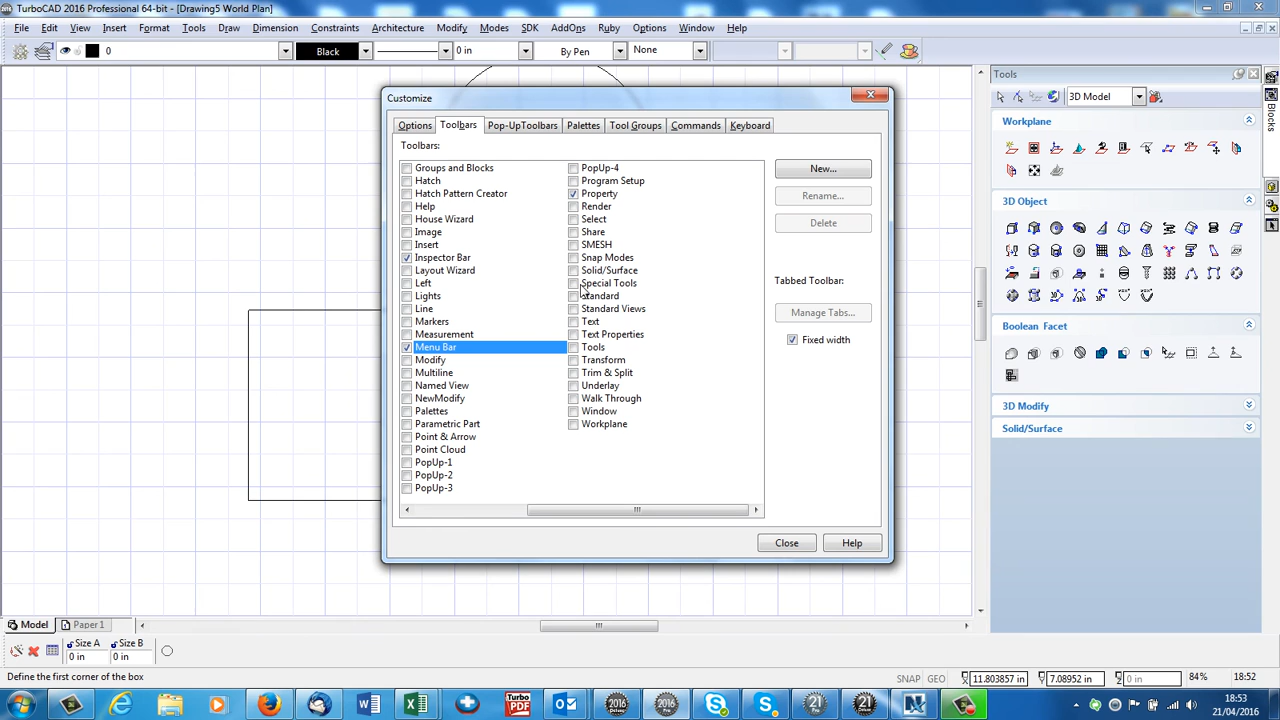 TurboCAD 2016 Professional 64-bit - [Drawing5 World Plan]
File Edit View Insert Format Tools Draw Dimension Constraints Architecture Modify Modes SDK AddOns Ruby Options Window Help
0 Black 0 in By Pen None
Customize
Options Toolbars Pop-UpToolbars Palettes Tool Groups Commands Keyboard
Toolbars:
Groups and Blocks
Hatch
Hatch Pattern Creator
Help
House Wizard
Image
Insert
Inspector Bar
Layout Wizard
Left
Lights
Line
Markers
Measurement
Menu Bar
Modify
Multiline
Named View
NewModify
Palettes
Parametric Part
Point & Arrow
Point Cloud
PopUp-1
PopUp-2
PopUp-3
PopUp-4
Program Setup
Property
Render
Select
Share
SMESH
Snap Modes
Solid/Surface
Special Tools
Standard
Standard Views
Text
Text Properties
Tools
Transform
Trim & Split
Underlay
Walk Through
Window
Workplane
New...
Rename...
Delete
Tabbed Toolbar:
Manage Tabs...
Fixed width
Close Help
Tools
3D Model
Workplane
3D Object
Boolean Facet
3D Modify
Solid/Surface
Blocks
Model Paper1
Size A Size B
0 in 0 in
Define the first corner of the box
SNAP GEO 11.803857 in 7.08952 in 0 in 84% 18:52
18:53
21/04/2016